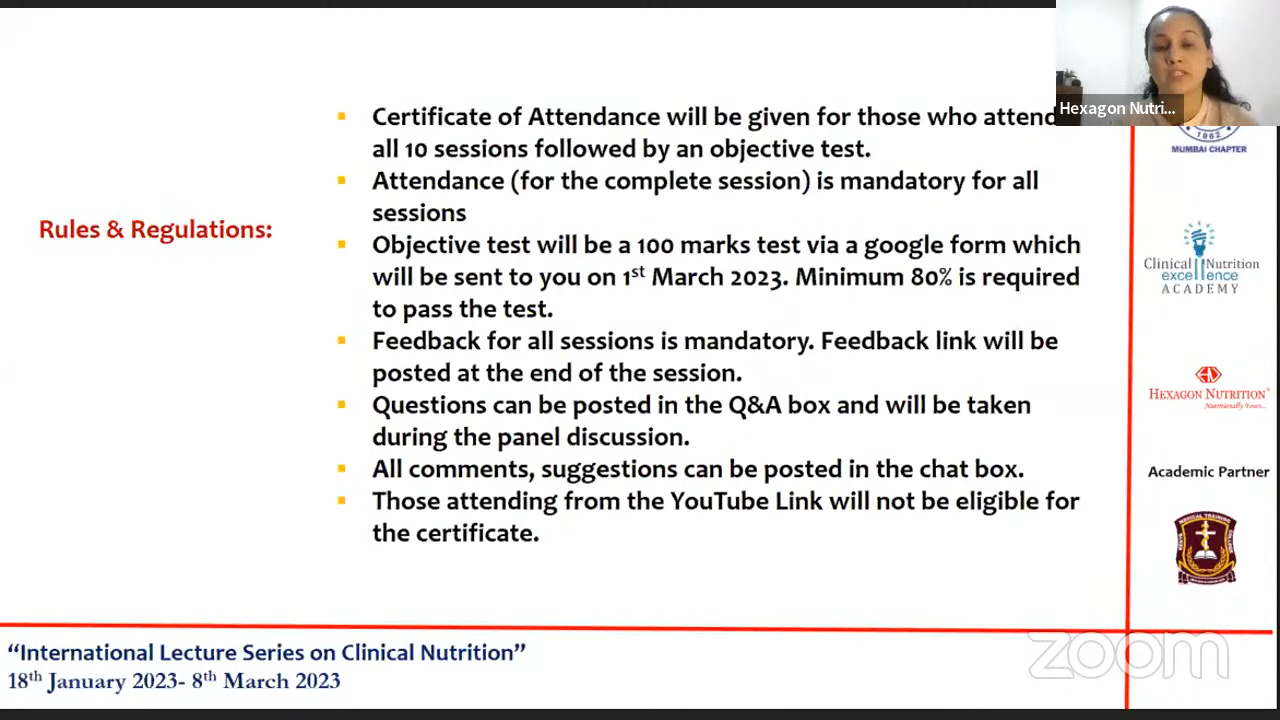 Hexagon Nutri...
Certificate of Attendance will be given for those who attend
all 10 sessions followed by an objective test.
Attendance (for the complete session) is mandatory for all
sessions
Rules & Regulations:
Objective test will be a 100 marks test via a google form which
will be sent to you on 1st March 2023. Minimum 80% is required
to pass the test.
Feedback for all sessions is mandatory. Feedback link will be
posted at the end of the session.
Questions can be posted in the Q&A box and will be taken
during the panel discussion.
All comments, suggestions can be posted in the chat box.
Those attending from the YouTube Link will not be eligible for
the certificate.
1962
MUMBAI CHAPTER
Clinical Nutrition
excellence
ACADEMY
HEXAGON NUTRITION
Nutritionally Yours...
Academic Partner
MEDICAL TRAINING
"International Lecture Series on Clinical Nutrition"
18th January 2023- 8th March 2023
zoom